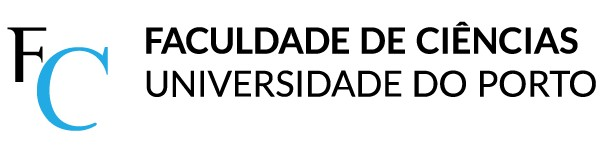 FC
FACULDADE DE CIÊNCIAS
UNIVERSIDADE DO PORTO